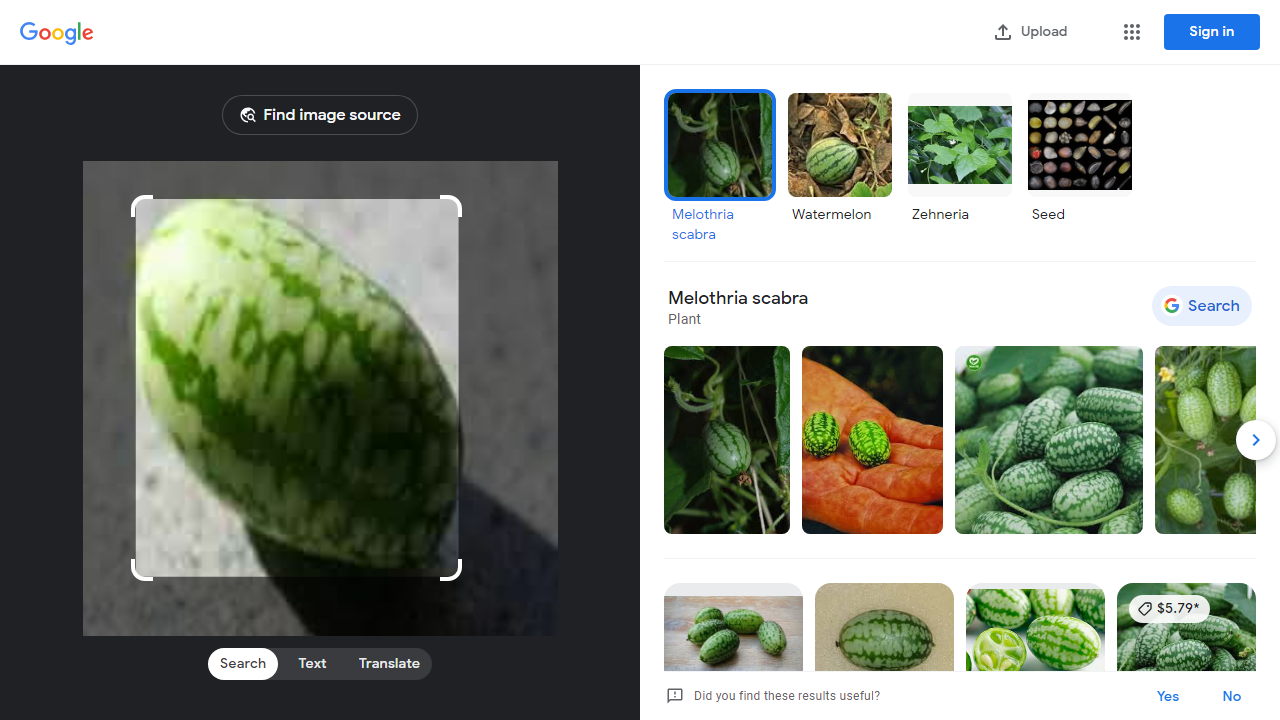 Google
Upload
Sign in
Find image source
Melothria
scabra
Watermelon
Zehneria
Seed
Melothria scabra
Plant
Search
$5.79*
Search
Text
Translate
Did you find these results useful?
Yes
No